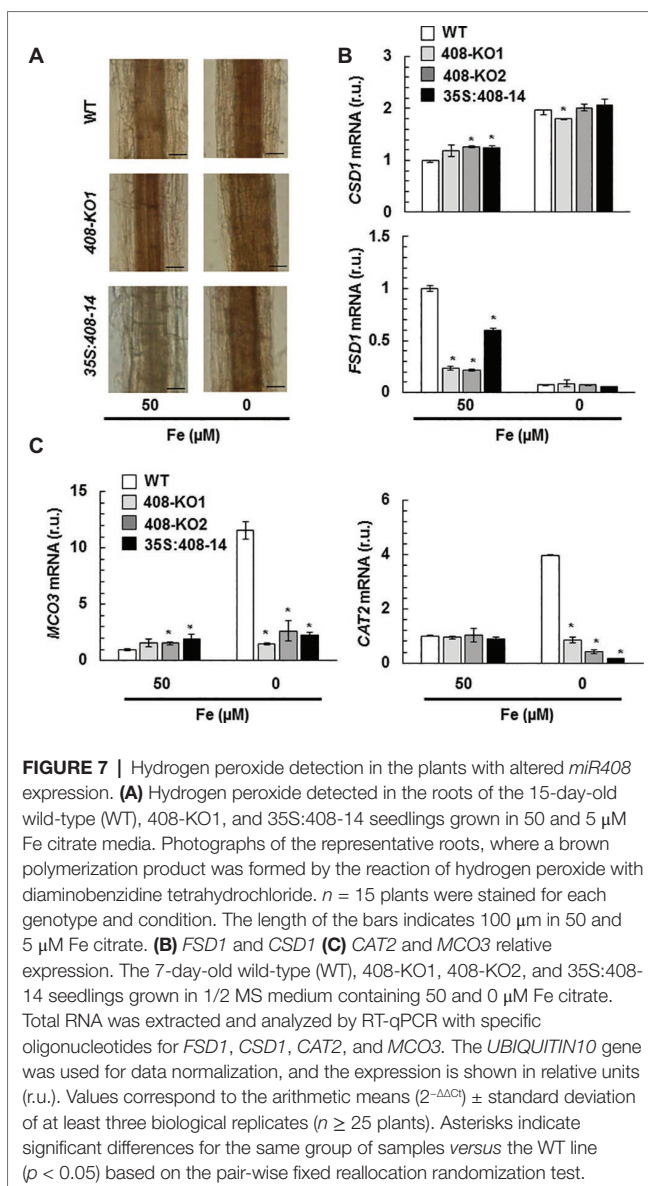 A
WT
408-KO1
35S:408-14
50 0
Fe (µM)
B
WT
408-KO1
408-KO2
35S:408-14
CSD1 mRNA (r.u.)
3
2
1
0
* * *
FSD1 mRNA (r.u.)
1.5
1
0.5
0
* * *
50 0
Fe (µM)
C
WT
408-KO1
408-KO2
35S:408-14
MCO3 mRNA (r.u.)
15
10
5
0
* * * * *
50 0
Fe (µM)
CAT2 mRNA (r.u.)
6
4
2
0
* * *
50 0
Fe (µM)
FIGURE 7 | Hydrogen peroxide detection in the plants with altered miR408
expression. (A) Hydrogen peroxide detected in the roots of the 15-day-old
wild-type (WT), 408-KO1, and 35S:408-14 seedlings grown in 50 and 5 μM
Fe citrate media. Photographs of the representative roots, where a brown
polymerization product was formed by the reaction of hydrogen peroxide with
diaminobenzidine tetrahydrochloride. n = 15 plants were stained for each
genotype and condition. The length of the bars indicates 100 μm in 50 and
5 μM Fe citrate. (B) FSD1 and CSD1 (C) CAT2 and MCO3 relative
expression. The 7-day-old wild-type (WT), 408-KO1, 408-KO2, and 35S:408-
14 seedlings grown in 1/2 MS medium containing 50 and 0 μM Fe citrate.
Total RNA was extracted and analyzed by RT-qPCR with specific
oligonucleotides for FSD1, CSD1, CAT2, and MCO3. The UBIQUITIN10 gene
was used for data normalization, and the expression is shown in relative units
(r.u.). Values correspond to the arithmetic means (2−ΔΔCt) ± standard deviation
of at least three biological replicates (n ≥ 25 plants). Asterisks indicate
significant differences for the same group of samples versus the WT line
(p < 0.05) based on the pair-wise fixed reallocation randomization test.